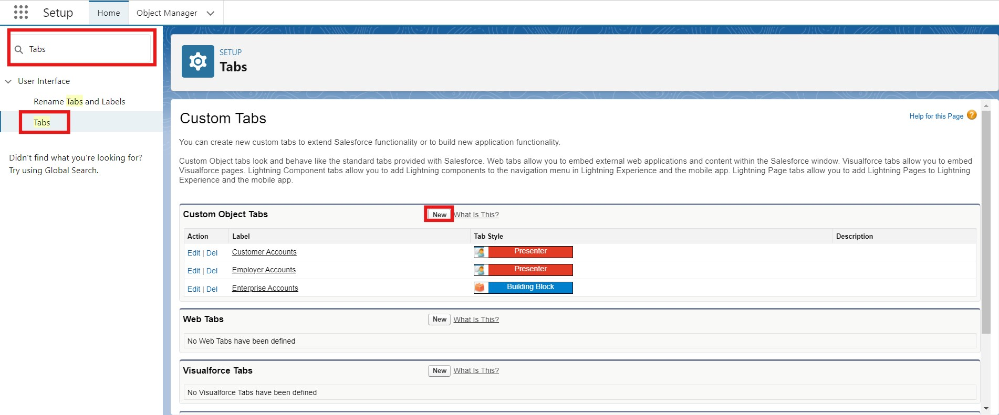 Setup
Home
Object Manager
Tabs
User Interface
Rename Tabs and Labels
Tabs
Didn't find what you're looking for?
Try using Global Search.
SETUP
Tabs
Custom Tabs
Help for this Page ?
You can create new custom tabs to extend Salesforce functionality or to build new application functionality.
Custom Object tabs look and behave like the standard tabs provided with Salesforce. Web tabs allow you to embed external web applications and content within the Salesforce window. Visualforce tabs allow you to embed
Visualforce pages. Lightning Component tabs allow you to add Lightning components to the navigation menu in Lightning Experience and the mobile app. Lightning Page tabs allow you to add Lightning Pages to Lightning
Experience and the mobile app.
Custom Object Tabs New What Is This?
Action Label Tab Style Description
Edit | Del Customer Accounts Presenter
Edit | Del Employer Accounts Presenter
Edit | Del Enterprise Accounts Building Block
Web Tabs New What Is This?
No Web Tabs have been defined
Visualforce Tabs New What Is This?
No Visualforce Tabs have been defined